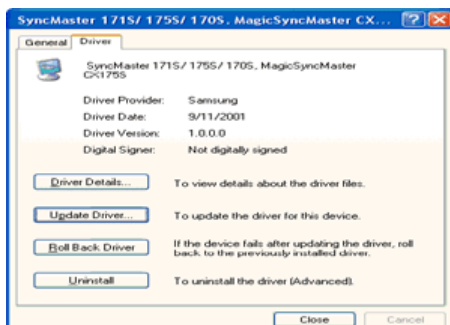 SyncMaster 171S/ 175S/ 170S, MagicSyncMaster CX...
General Driver
SyncMaster 171S/ 175S/ 170S, MagicSyncMaster
CX175S
Driver Provider: Samsung
Driver Date: 9/11/2001
Driver Version: 1.0.0.0
Digital Signer: Not digitally signed
Driver Details... To view details about the driver files.
Update Driver... To update the driver for this device.
Roll Back Driver If the device fails after updating the driver, roll
back to the previously installed driver.
Uninstall To uninstall the driver (Advanced).
Close Cancel